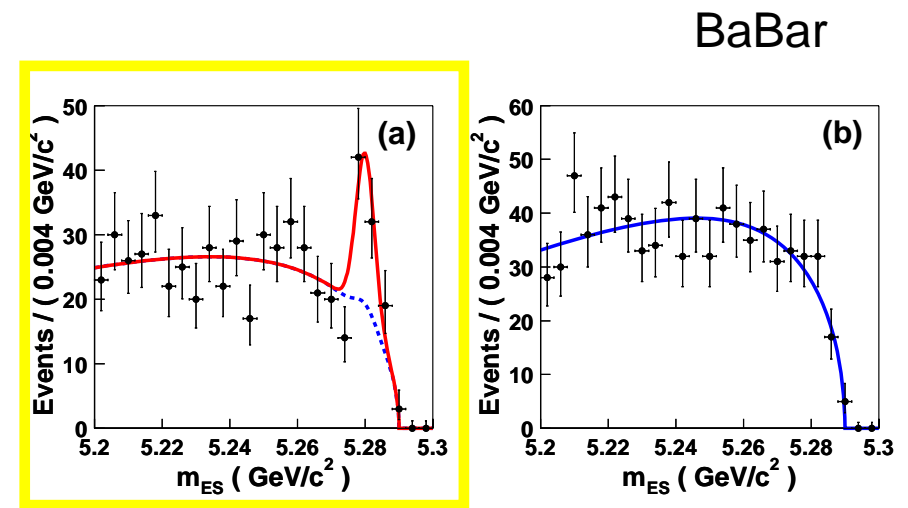 BaBar
Events / ( 0.004 GeV/c² )
50
40
30
20
10
0
(a)
5.2 5.22 5.24 5.26 5.28 5.3
m_ES ( GeV/c² )
Events / ( 0.004 GeV/c² )
60
50
40
30
20
10
0
(b)
5.2 5.22 5.24 5.26 5.28 5.3
m_ES ( GeV/c² )